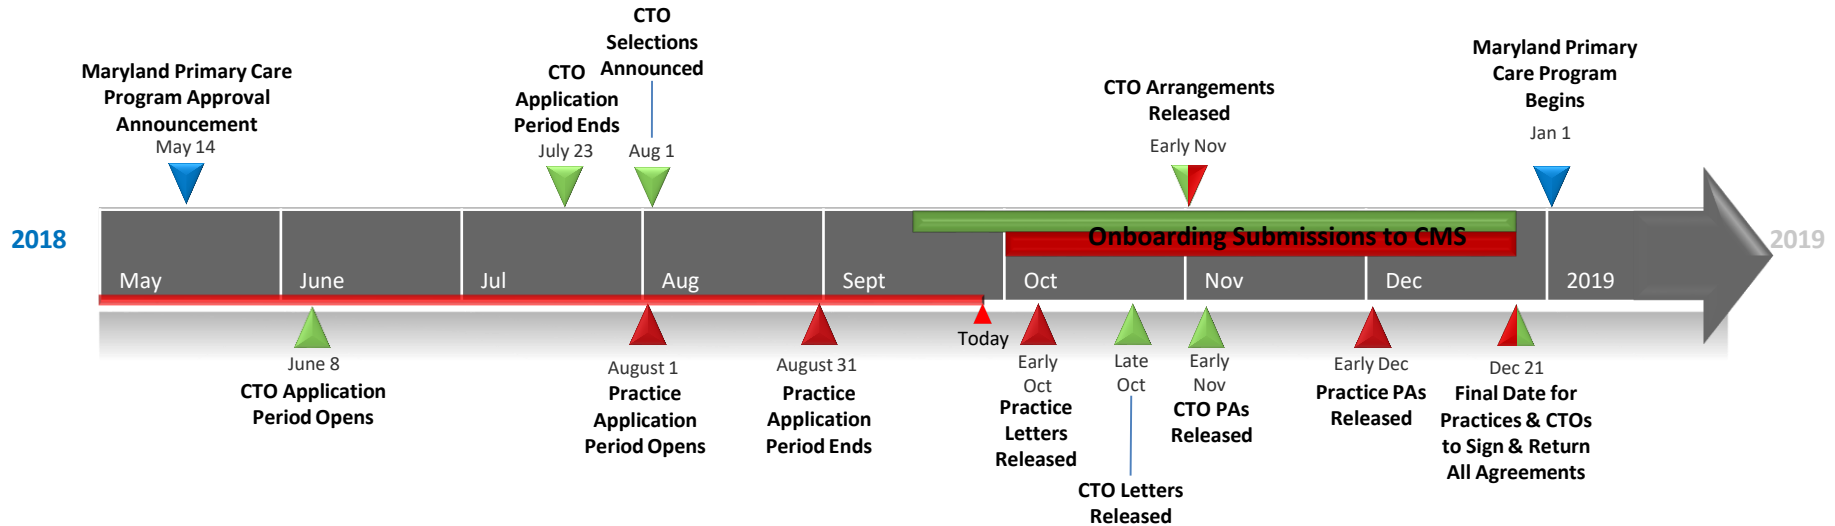 Maryland Primary Care
Program Approval
Announcement
May 14
CTO
Application
Period Ends
July 23
CTO
Selections
Announced
Aug 1
CTO Arrangements
Released
Early Nov
Maryland Primary
Care Program
Begins
Jan 1
2018
Onboarding Submissions to CMS
2019
May
June
Jul
Aug
Sept
Oct
Nov
Dec
2019
June 8
CTO Application
Period Opens
August 1
Practice
Application
Period Opens
August 31
Practice
Application
Period Ends
Today
Early
Oct
Practice
Letters
Released
Late
Oct
CTO Letters
Released
Early
Nov
CTO PAs
Released
Early Dec
Practice PAs
Released
Dec 21
Final Date for
Practices & CTOs
to Sign & Return
All Agreements